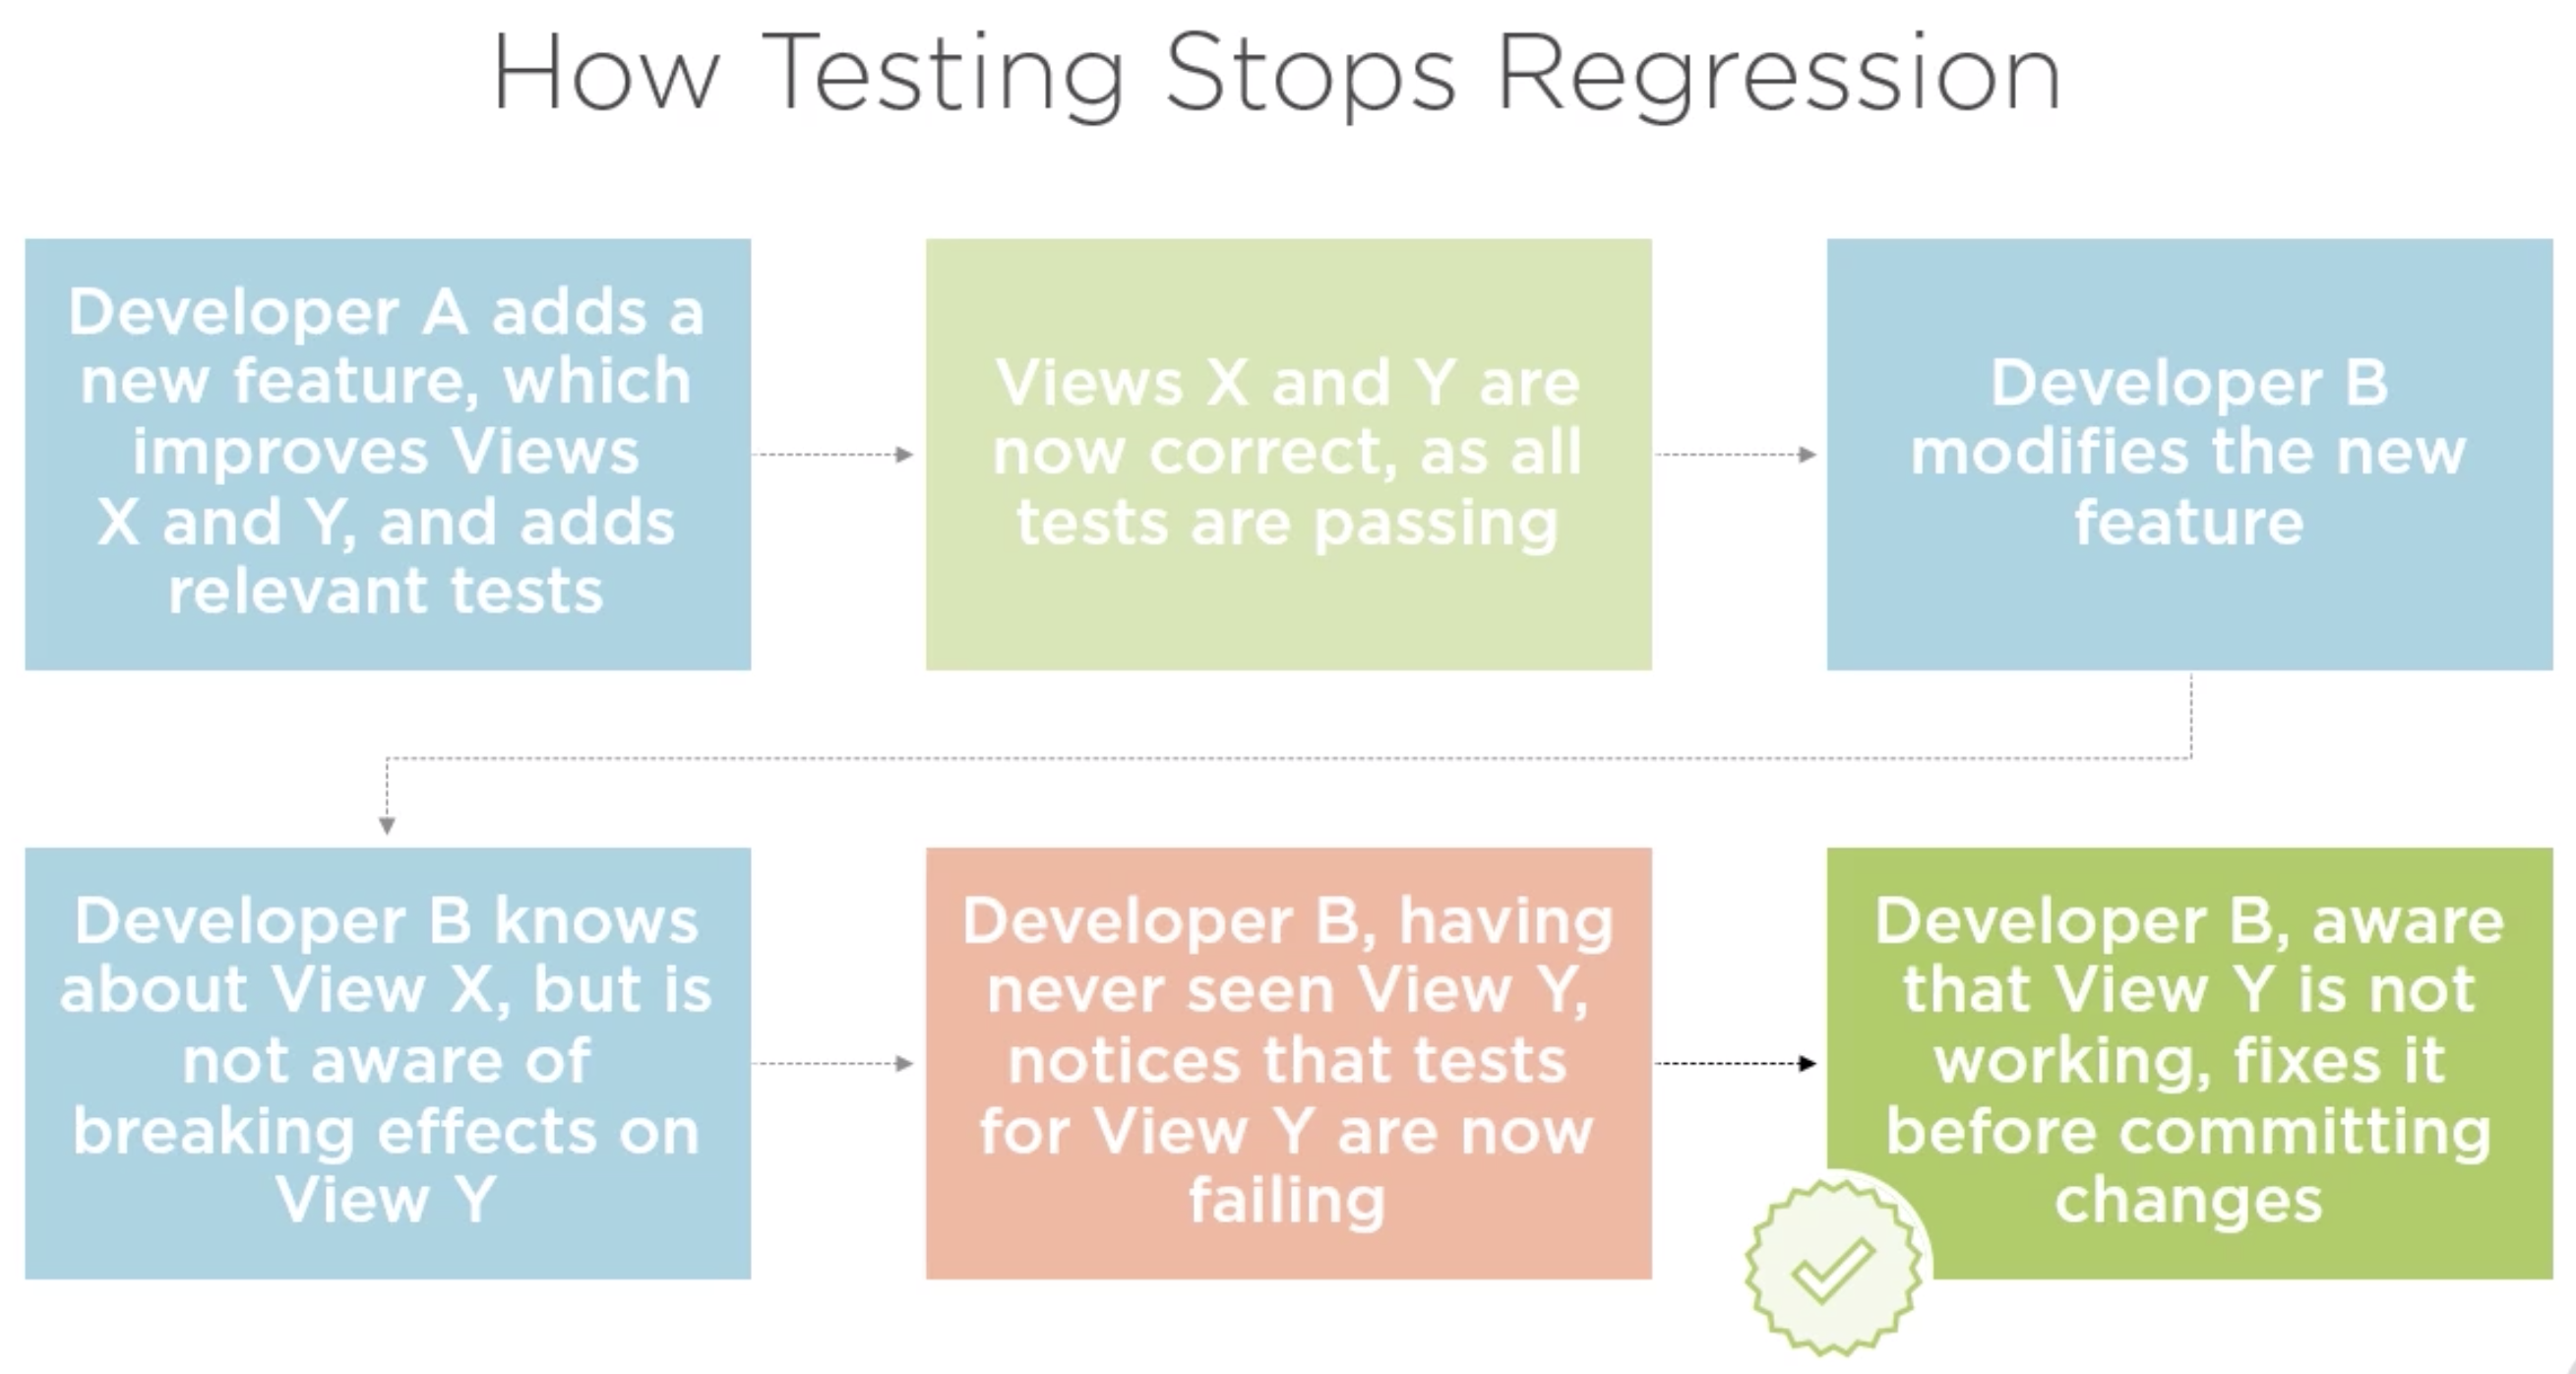 How Testing Stops Regression
Developer A adds a
new feature, which
improves Views
X and Y, and adds
relevant tests
Views X and Y are
now correct, as all
tests are passing
Developer B
modifies the new
feature
Developer B knows
about View X, but is
not aware of
breaking effects on
View Y
Developer B, having
never seen View Y,
notices that tests
for View Y are now
failing
Developer B, aware
that View Y is not
working, fixes it
before committing
changes